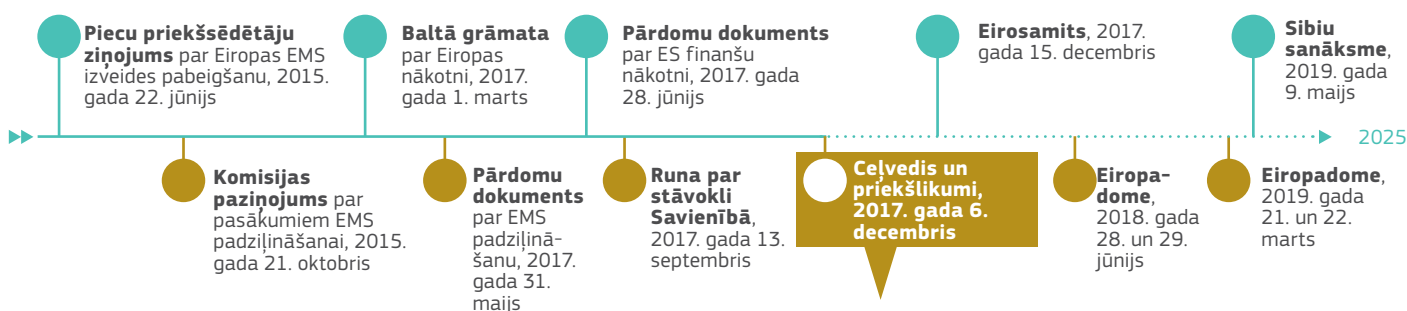 Piecu priekšsēdētāju
ziņojums par Eiropas EMS
izveides pabeigšanu, 2015.
gada 22. jūnijs
Baltā grāmata
par Eiropas
nākotni, 2017.
gada 1. marts
Pārdomu dokuments
par ES finanšu
nākotni, 2017. gada
28. jūnijs
Eirosamits, 2017.
gada 15. decembris
Sibiu
sanāksme,
2019. gada
9. maijs
2025
Komisijas
paziņojums par
pasākumiem EMS
padziļināšanai, 2015.
gada 21. oktobris
Pārdomu
dokuments
par EMS
padziļinā-
šanu, 2017.
gada 31.
maijs
Runa par
stāvokli
Savienībā,
2017. gada 13.
septembris
Ceļvedis un
priekšlikumi,
2017. gada 6.
decembris
Eiropa-
dome,
2018. gada
28. un 29.
jūnijs
Eiropadome,
2019. gada
21. un 22.
marts